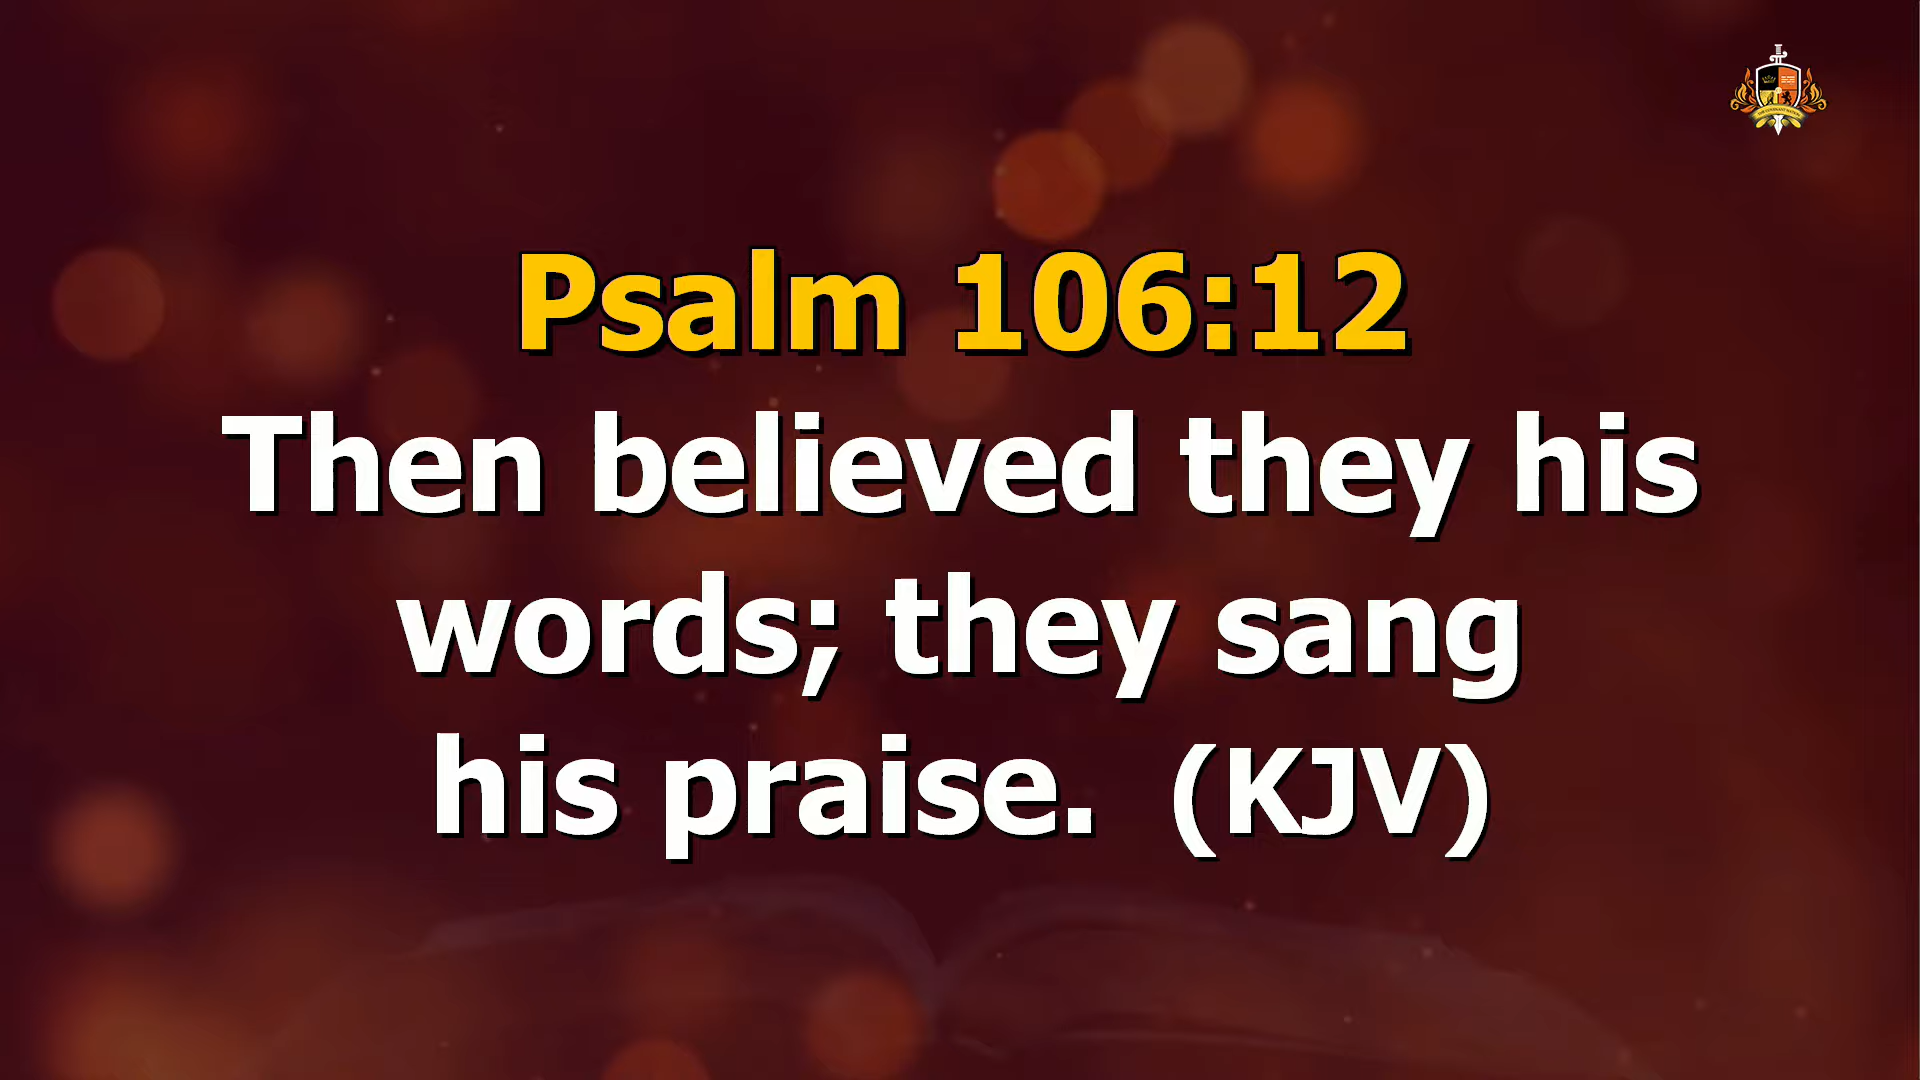 Psalm 106:12
Then believed they his
words; they sang
his praise.  (KJV)